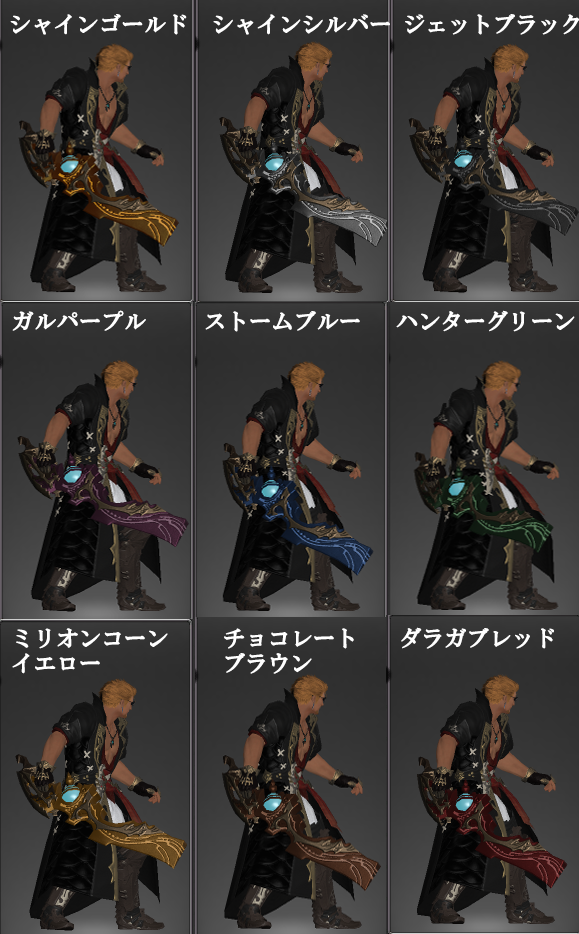 シャインゴールド
シャインシルバー
ジェットブラック
ガルパープル
ストームブルー
ハンターグリーン
ミリオンコーン
イエロー
チョコレート
ブラウン
ダラガブレッド